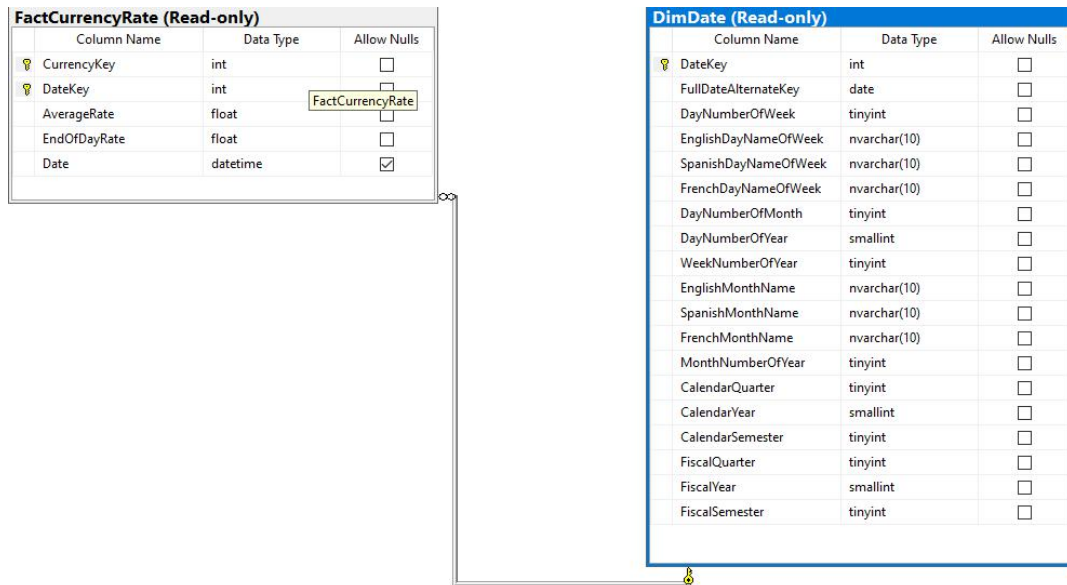 FactCurrencyRate (Read-only)
Column Name Data Type Allow Nulls
CurrencyKey int
DateKey int
FactCurrencyRate
AverageRate float
EndOfDayRate float
Date datetime
DimDate (Read-only)
Column Name Data Type Allow Nulls
DateKey int
FullDateAlternateKey date
DayNumberOfWeek tinyint
EnglishDayNameOfWeek nvarchar(10)
SpanishDayNameOfWeek nvarchar(10)
FrenchDayNameOfWeek nvarchar(10)
DayNumberOfMonth tinyint
DayNumberOfYear smallint
WeekNumberOfYear tinyint
EnglishMonthName nvarchar(10)
SpanishMonthName nvarchar(10)
FrenchMonthName nvarchar(10)
MonthNumberOfYear tinyint
CalendarQuarter tinyint
CalendarYear smallint
CalendarSemester tinyint
FiscalQuarter tinyint
FiscalYear smallint
FiscalSemester tinyint